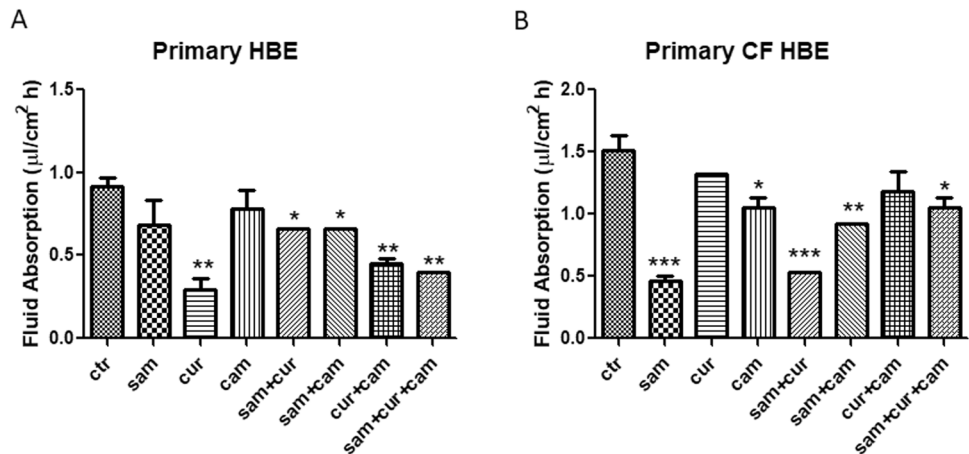 A
Primary HBE
Fluid Absorption (µl/cm² h)
1.5
1.0
0.5
0.0
**
*
*
**
**
ctr
sam
cur
cam
sam+cur
sam+cam
cur+cam
sam+cur+cam
B
Primary CF HBE
Fluid Absorption (µl/cm² h)
2.0
1.5
1.0
0.5
0.0
***
*
***
**
*
ctr
sam
cur
cam
sam+cur
sam+cam
cur+cam
sam+cur+cam